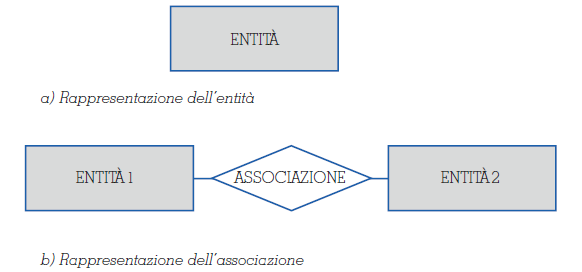 ENTITÀ
a) Rappresentazione dell'entità
ENTITÀ 1 ASSOCIAZIONE ENTITÀ 2
b) Rappresentazione dell'associazione